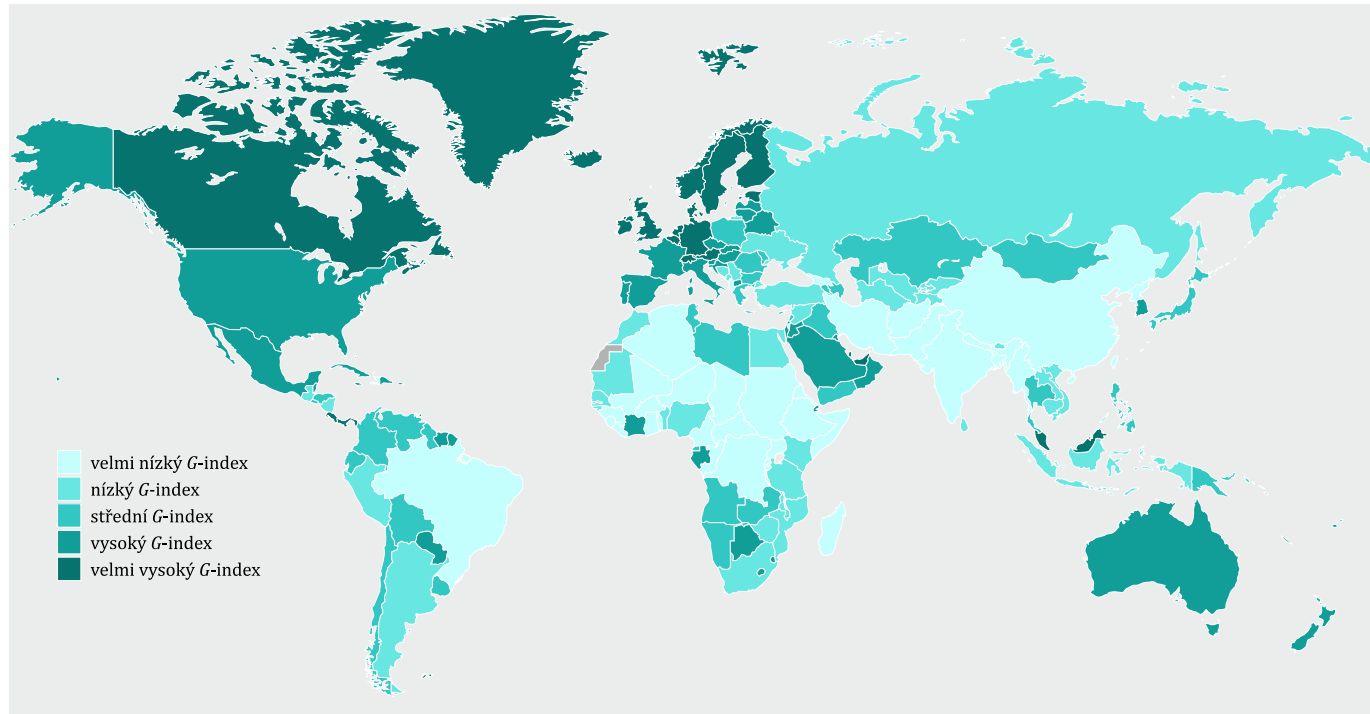 velmi nízký G-index
nízký G-index
střední G-index
vysoký G-index
velmi vysoký G-index